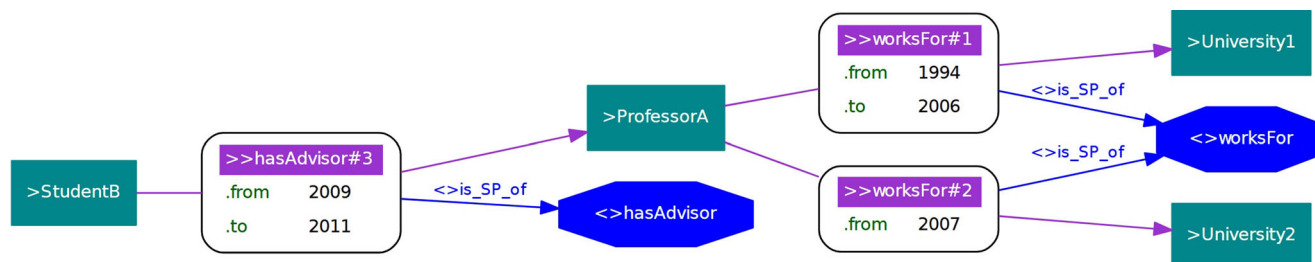 >StudentB
>>hasAdvisor#3
.from 2009
.to 2011
<>is_SP_of
<>hasAdvisor
>ProfessorA
>>worksFor#1
.from 1994
.to 2006
>>worksFor#2
.from 2007
<>is_SP_of
<>is_SP_of
>University1
<>worksFor
>University2